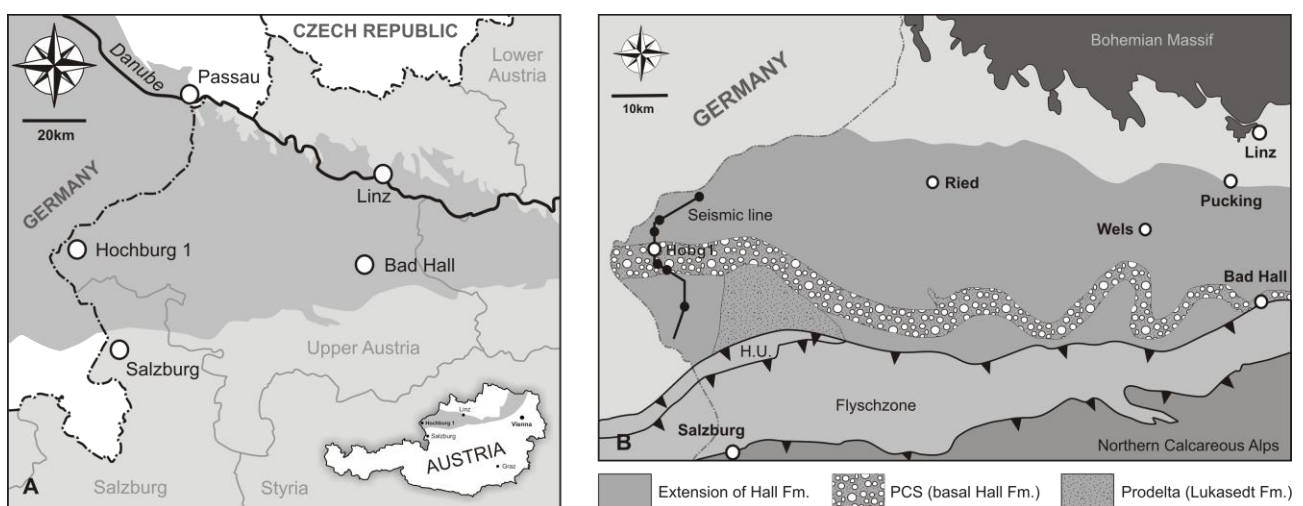 CZECH REPUBLIC
Danube
Lower
Austria
Passau
20km
Linz
GERMANY
Hochburg 1
Bad Hall
Upper Austria
Salzburg
Linz
Hochburg 1
Vienna
Salzburg
AUSTRIA
Graz
A
Salzburg
Styria
Bohemian Massif
GERMANY
10km
Linz
Ried
Pucking
Seismic line
Wels
Hobg1
Bad Hall
H.U.
Flyschzone
Salzburg
B
Northern Calcareous Alps
Extension of Hall Fm.
PCS (basal Hall Fm.)
Prodelta (Lukasedt Fm.)